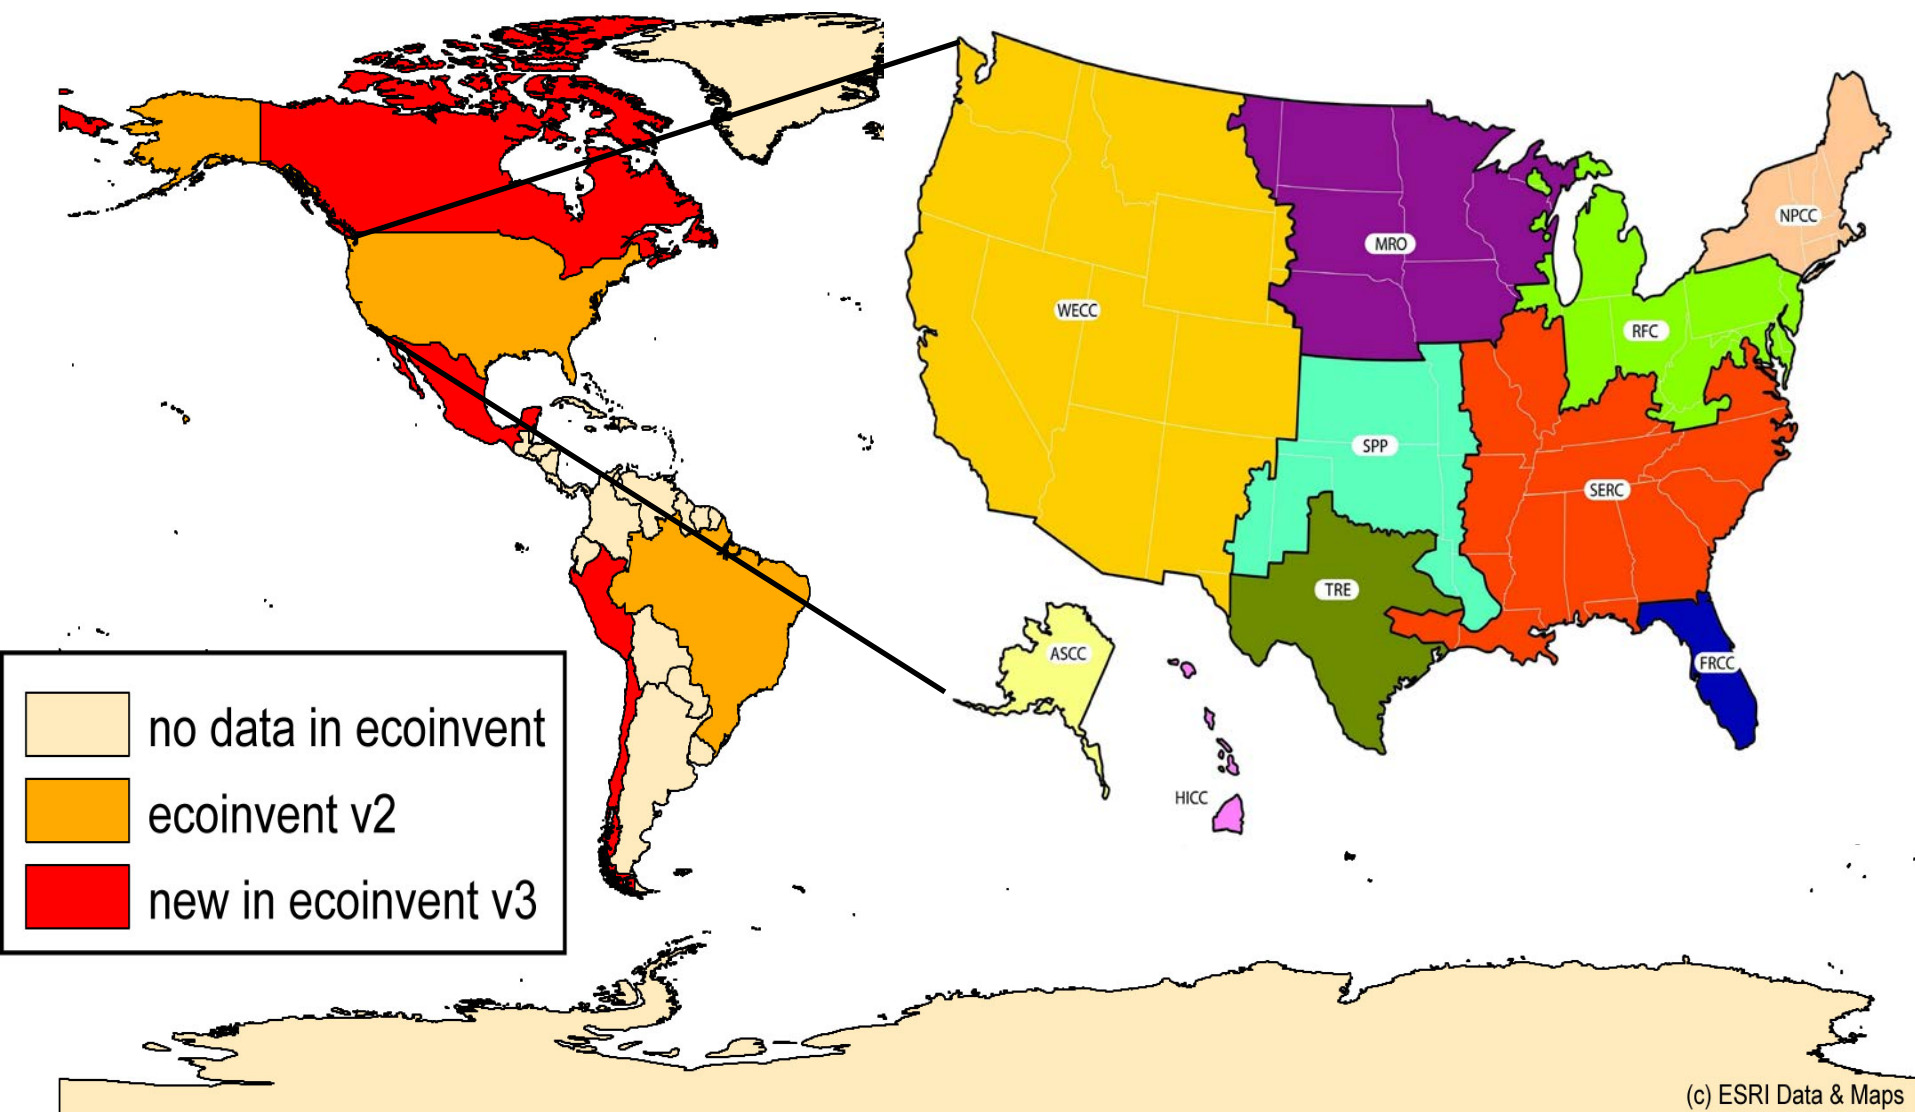 NPCC
MRO
WECC
RFC
SPP
SERC
TRE
ASCC
FRCC
HICC
no data in ecoinvent
ecoinvent v2
new in ecoinvent v3
(c) ESRI Data & Maps